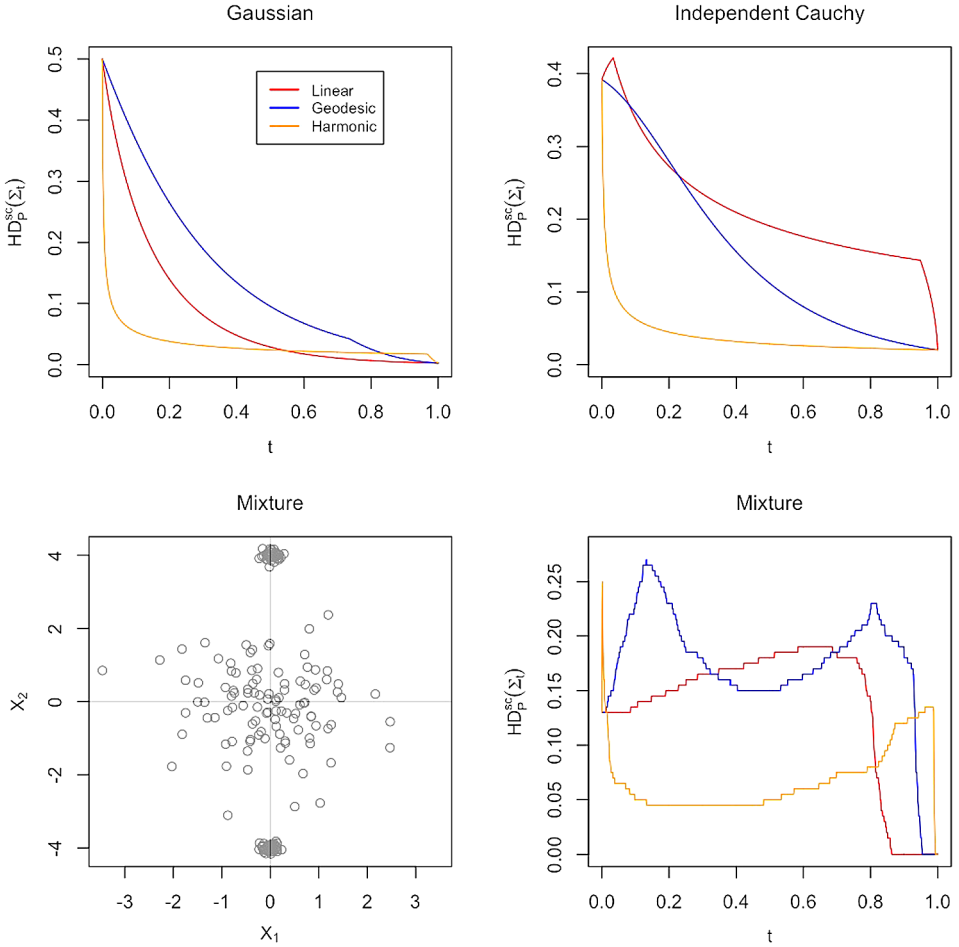 Gaussian
HD_P^sc(Σ_t)
0.5
0.4
0.3
0.2
0.1
0.0
Linear
Geodesic
Harmonic
0.0 0.2 0.4 0.6 0.8 1.0
t
Independent Cauchy
HD_P^sc(Σ_t)
0.4
0.3
0.2
0.1
0.0
0.0 0.2 0.4 0.6 0.8 1.0
t
Mixture
X_2
4
2
0
-2
-4
-3 -2 -1 0 1 2 3
X_1
Mixture
HD_P^sc(Σ_t)
0.25
0.20
0.15
0.10
0.05
0.00
0.0 0.2 0.4 0.6 0.8 1.0
t